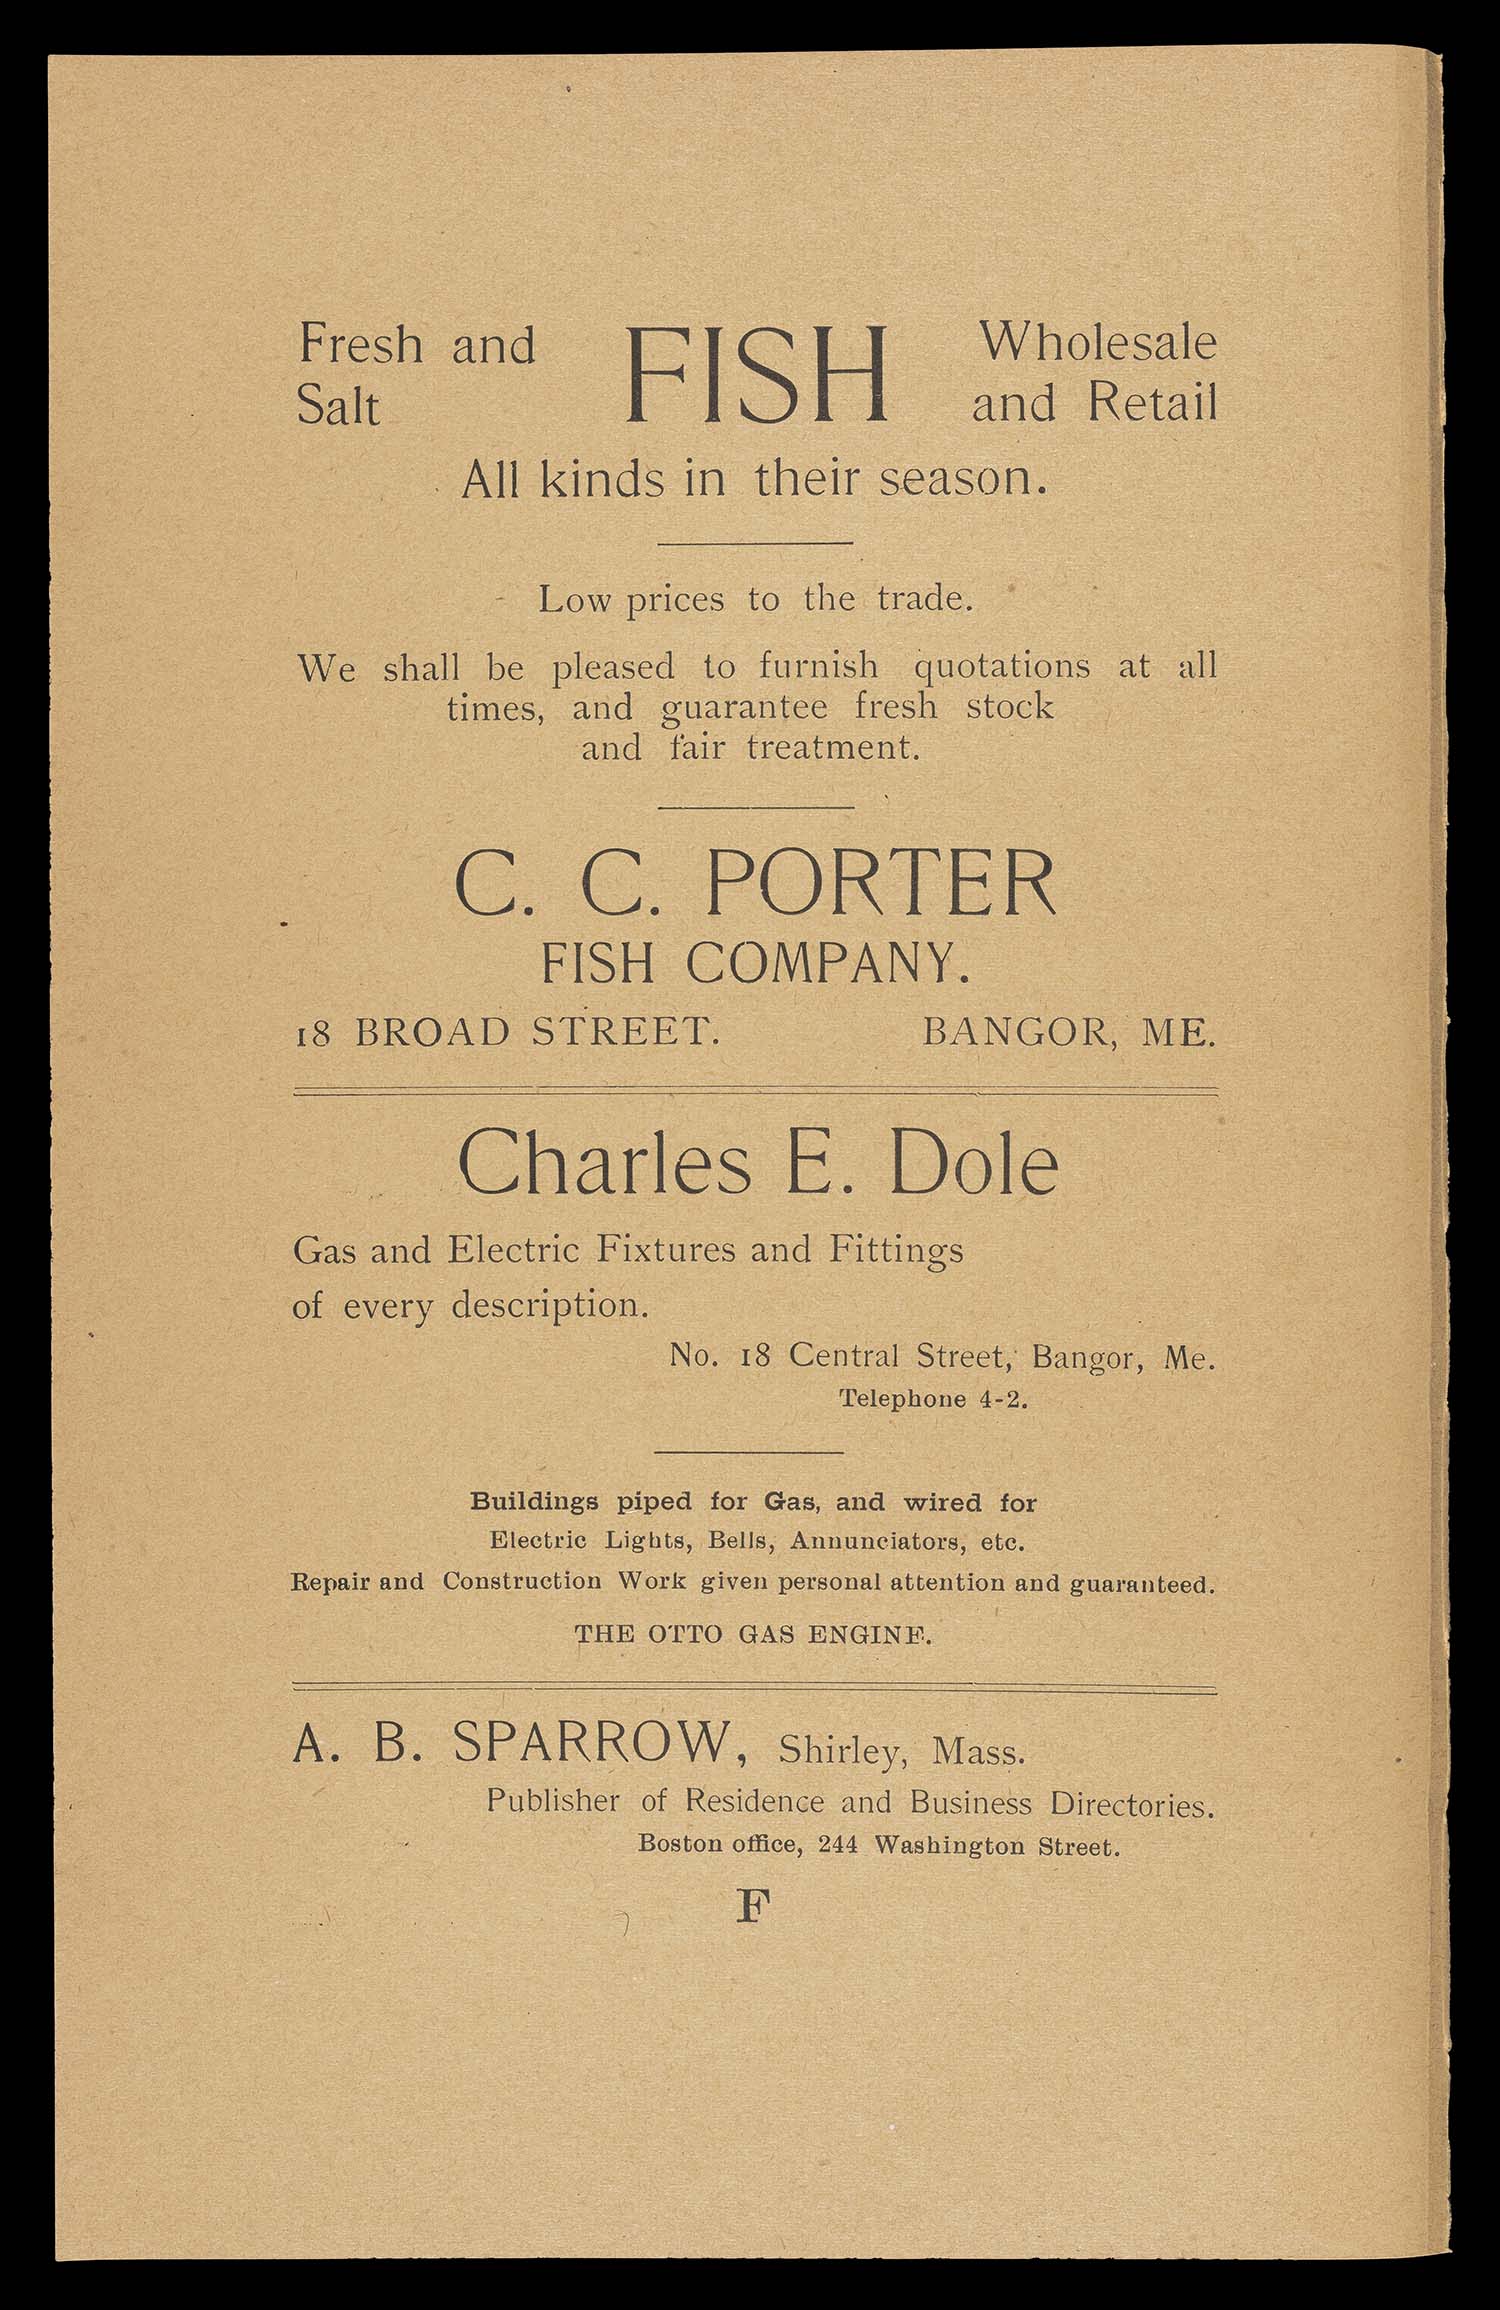 Fresh and Salt FISH Wholesale and Retail
All kinds in their season.
Low prices to the trade.
We shall be pleased to furnish quotations at all
times, and guarantee fresh stock
and fair treatment.
C. C. PORTER
FISH COMPANY.
18 BROAD STREET. BANGOR, ME.
Charles E. Dole
Gas and Electric Fixtures and Fittings
of every description.
No. 18 Central Street, Bangor, Me.
Telephone 4-2.
Buildings piped for Gas, and wired for
Electric Lights, Bells, Annunciators, etc.
Repair and Construction Work given personal attention and guaranteed.
THE OTTO GAS ENGINE.
A. B. SPARROW, Shirley, Mass.
Publisher of Residence and Business Directories.
Boston office, 244 Washington Street.
F